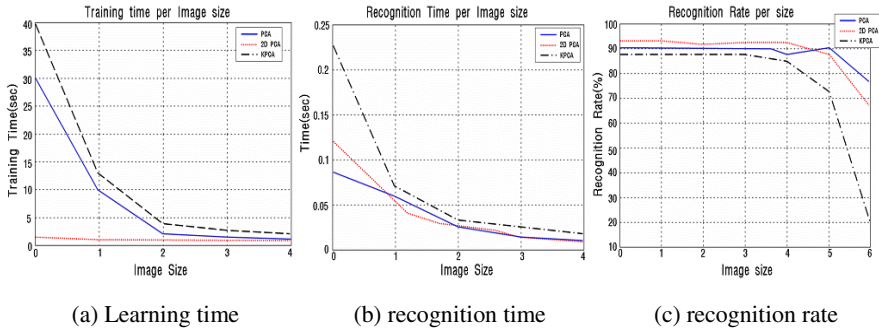 Training time per Image size
PCA
2D PCA
KPCA
Training Time(sec)
40
35
30
25
20
15
10
5
0
0 1 2 3 4
Image Size
(a) Learning time
Recognition Time per Image size
PCA
2D PCA
KPCA
Time(sec)
0.25
0.2
0.15
0.1
0.05
0
0 1 2 3 4
Image Size
(b) recognition time
Recognition Rate per size
PCA
2D PCA
KPCA
Recognition Rate(%)
100
90
80
70
60
50
40
30
20
10
0 1 2 3 4 5 6
Image Size
(c) recognition rate